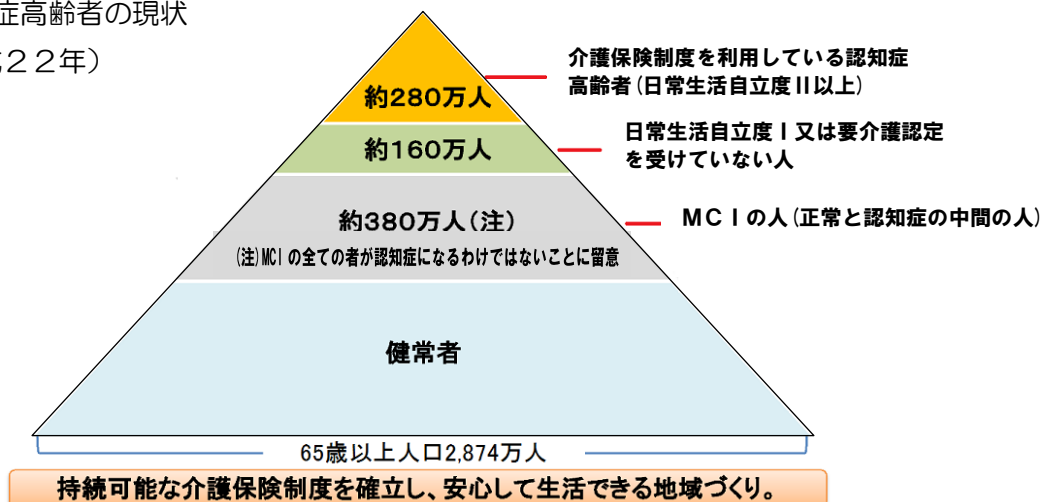 症高齢者の現状
２２年）
介護保険制度を利用している認知症
高齢者(日常生活自立度Ⅱ以上)
約280万人
日常生活自立度Ⅰ又は要介護認定
を受けていない人
約160万人
ＭＣＩの人(正常と認知症の中間の人)
約380万人(注)
(注)MCIの全ての者が認知症になるわけではないことに留意
健常者
65歳以上人口2,874万人
持続可能な介護保険制度を確立し、安心して生活できる地域づくり。